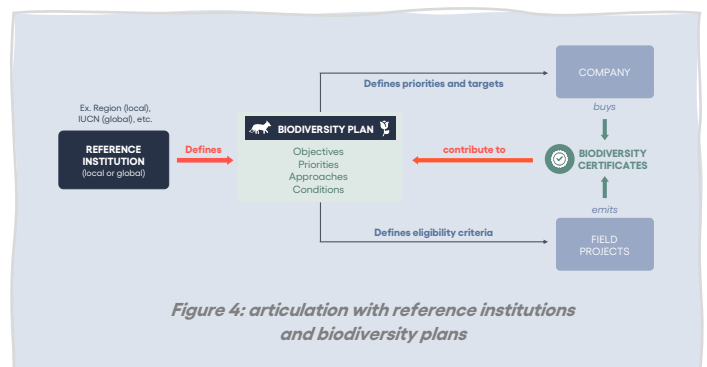 COMPANY
Defines priorities and targets
buys
Ex. Region (local),
IUCN (global), etc.
REFERENCE
INSTITUTION
(local or global)
Defines
BIODIVERSITY PLAN
Objectives
Priorities
Approaches
Conditions
contribute to
BIODIVERSITY
CERTIFICATES
emits
Defines eligibility criteria
FIELD
PROJECTS
Figure 4: articulation with reference institutions
and biodiversity plans